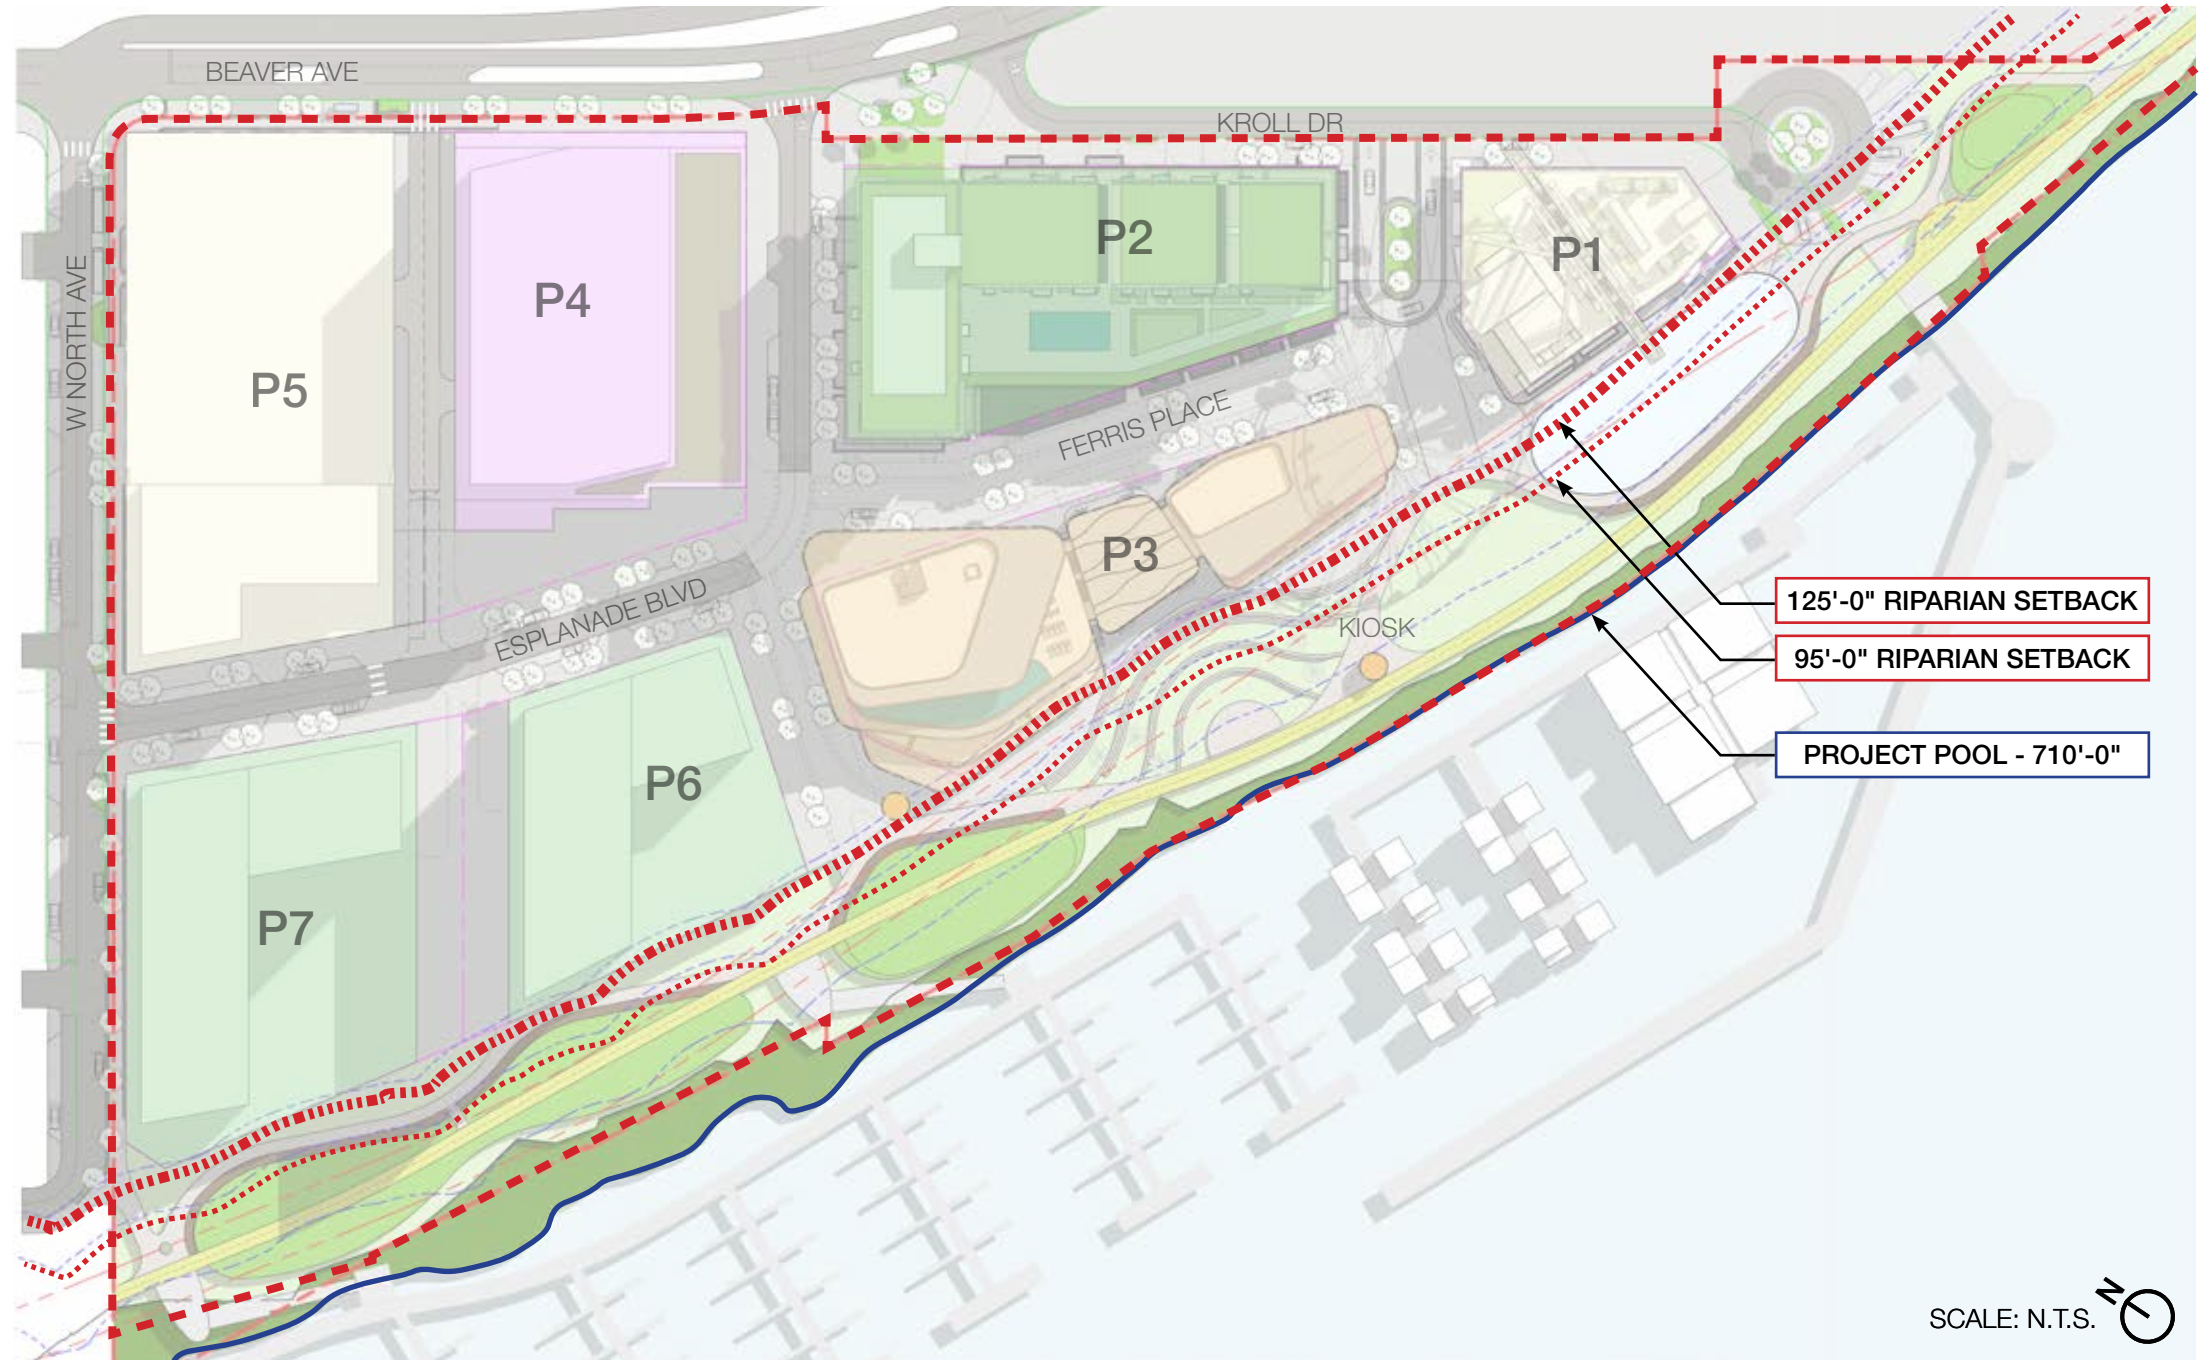 BEAVER AVE
KROLL DR
W NORTH AVE
P5
P4
P2
P1
FERRIS PLACE
P3
ESPLANADE BLVD
KIOSK
P6
P7
125'-0" RIPARIAN SETBACK
95'-0" RIPARIAN SETBACK
PROJECT POOL - 710'-0"
SCALE: N.T.S.
N